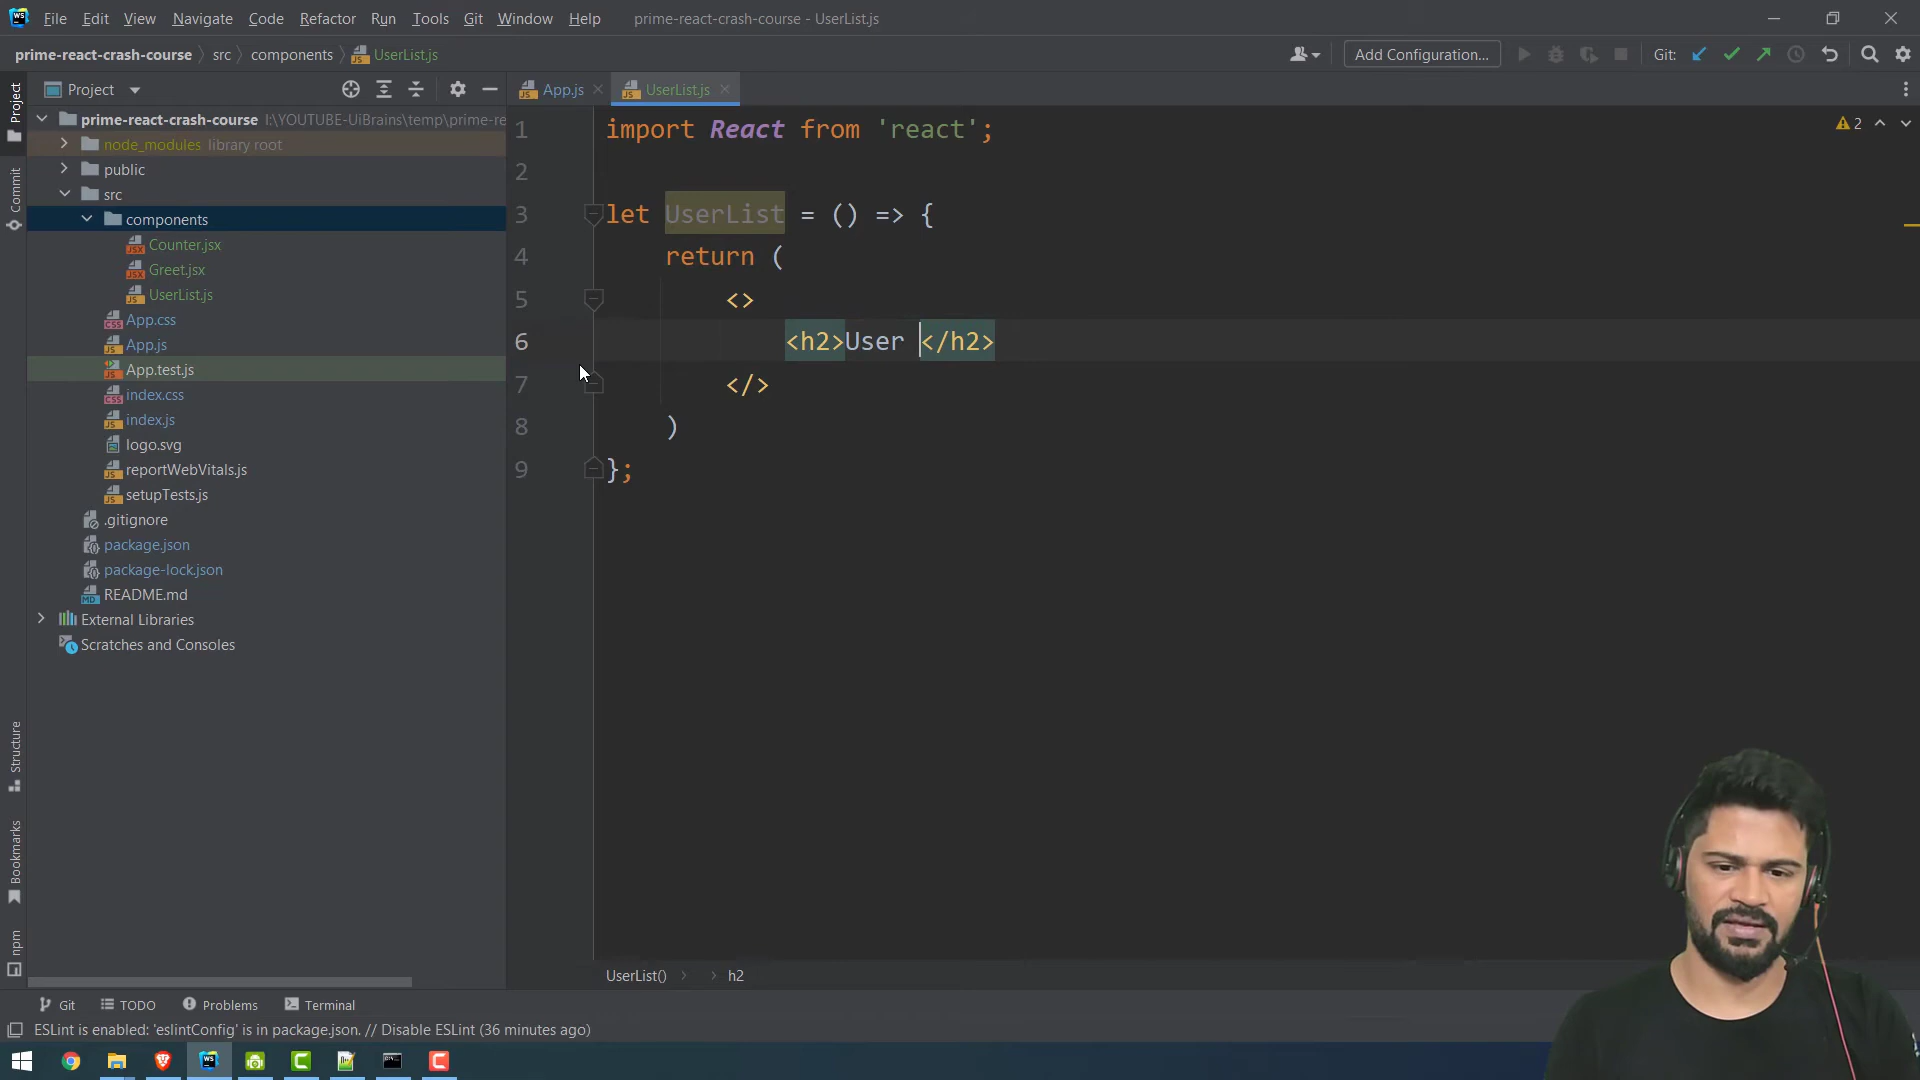 WS File Edit View Navigate Code Refactor Run Tools Git Window Help prime-react-crash-course - UserList.js
prime-react-crash-course src components UserList.js Add Configuration... Git:
Project App.js UserList.js
prime-react-crash-course I:\YOUTUBE-UiBrains\temp\prime-re
node_modules library root
public
src
components
Counter.jsx
Greet.jsx
UserList.js
App.css
App.js
App.test.js
index.css
index.js
logo.svg
reportWebVitals.js
setupTests.js
.gitignore
package.json
package-lock.json
README.md
External Libraries
Scratches and Consoles
Project
Commit
Structure
Bookmarks
npm
1 import React from 'react';
2
3 let UserList = () => {
4 return (
5 <>
6 <h2>User </h2>
7 </>
8 )
9 };
2
UserList() h2
Git TODO Problems Terminal
ESLint is enabled: 'eslintConfig' is in package.json. // Disable ESLint (36 minutes ago)
WS